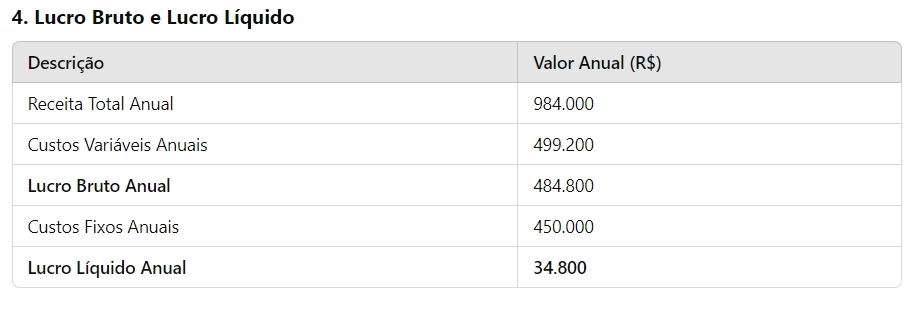 4. Lucro Bruto e Lucro Líquido
Descrição Valor Anual (R$)
Receita Total Anual 984.000
Custos Variáveis Anuais 499.200
Lucro Bruto Anual 484.800
Custos Fixos Anuais 450.000
Lucro Líquido Anual 34.800